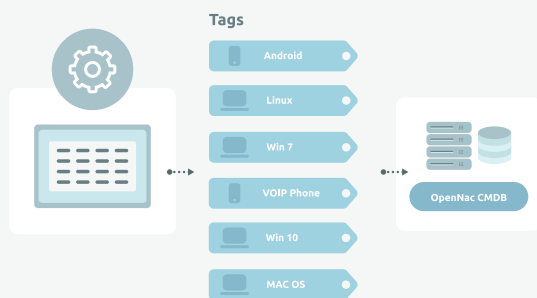 Tags
Android
Linux
Win 7
VOIP Phone
Win 10
MAC OS
OpenNac CMDB